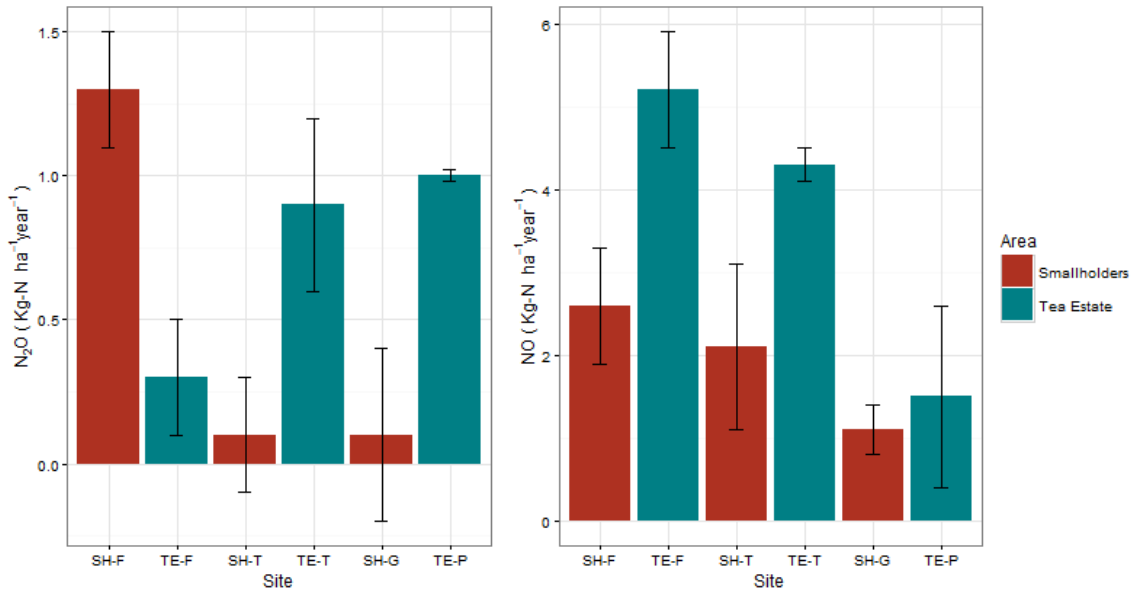 1.5
1.0
0.5
0.0
N₂O ( Kg-N ha⁻¹year⁻¹)
SH-F TE-F SH-T TE-T SH-G TE-P
Site
6
4
2
0
NO ( Kg-N ha⁻¹year⁻¹)
SH-F TE-F SH-T TE-T SH-G TE-P
Site
Area
Smallholders
Tea Estate